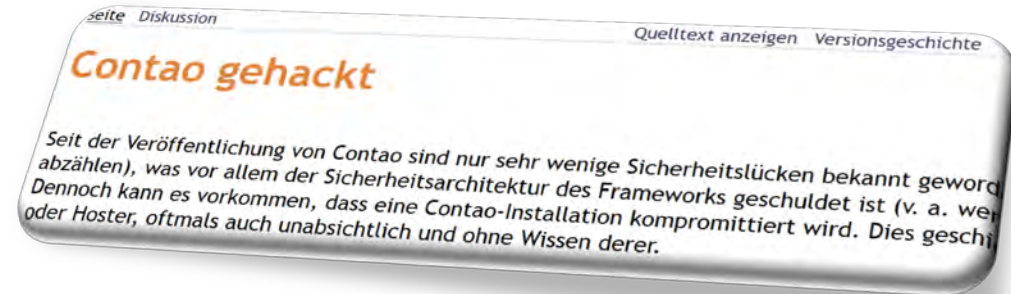 Seite Diskussion
Quelltext anzeigen Versionsgeschichte
Contao gehackt
Seit der Veröffentlichung von Contao sind nur sehr wenige Sicherheitslücken bekannt geword
abzählen), was vor allem der Sicherheitsarchitektur des Frameworks geschuldet ist (v. a. wer
Dennoch kann es vorkommen, dass eine Contao-Installation kompromittiert wird. Dies geschi
oder Hoster, oftmals auch unabsichtlich und ohne Wissen derer.